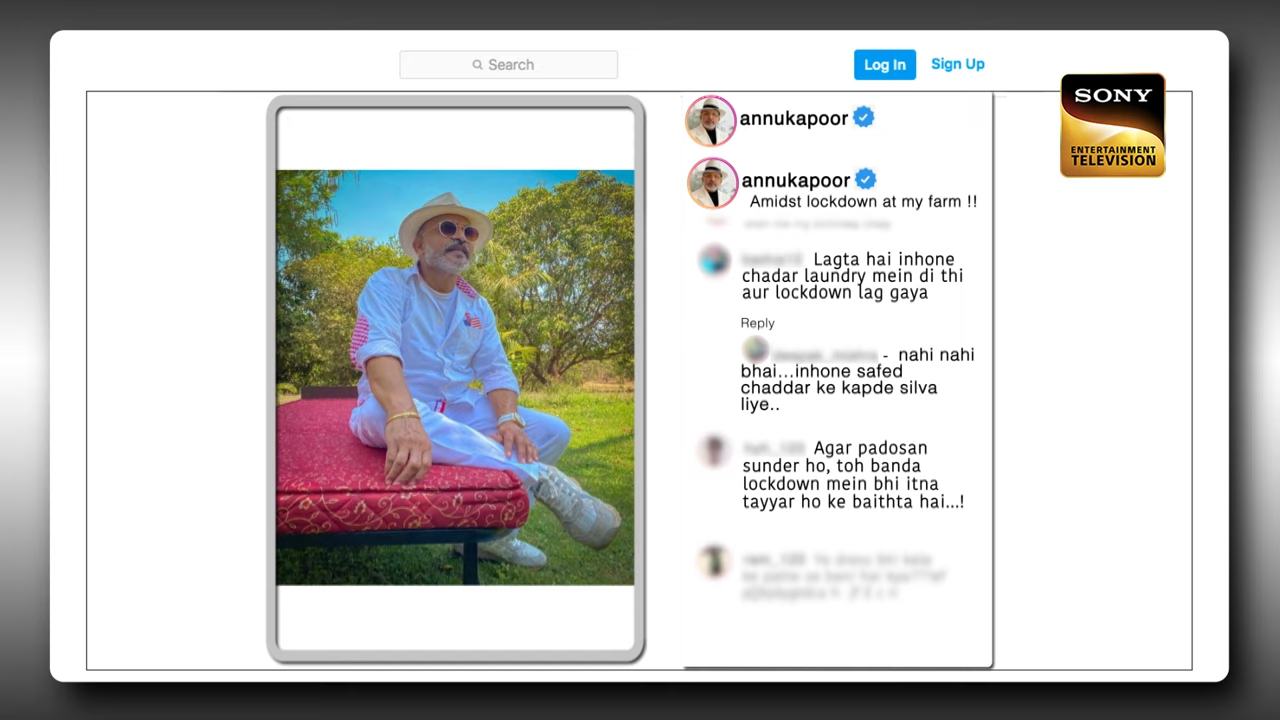 Search
Log In
Sign Up
SONY
ENTERTAINMENT
TELEVISION
annukapoor
annukapoor
Amidst lockdown at my farm !!
Lagta hai inhone
chadar laundry mein di thi
aur lockdown lag gaya
Reply
- nahi nahi
bhai...inhone safed
chaddar ke kapde silva
liye..
Agar padosan
sunder ho, toh banda
lockdown mein bhi itna
tayyar ho ke baithta hai...!